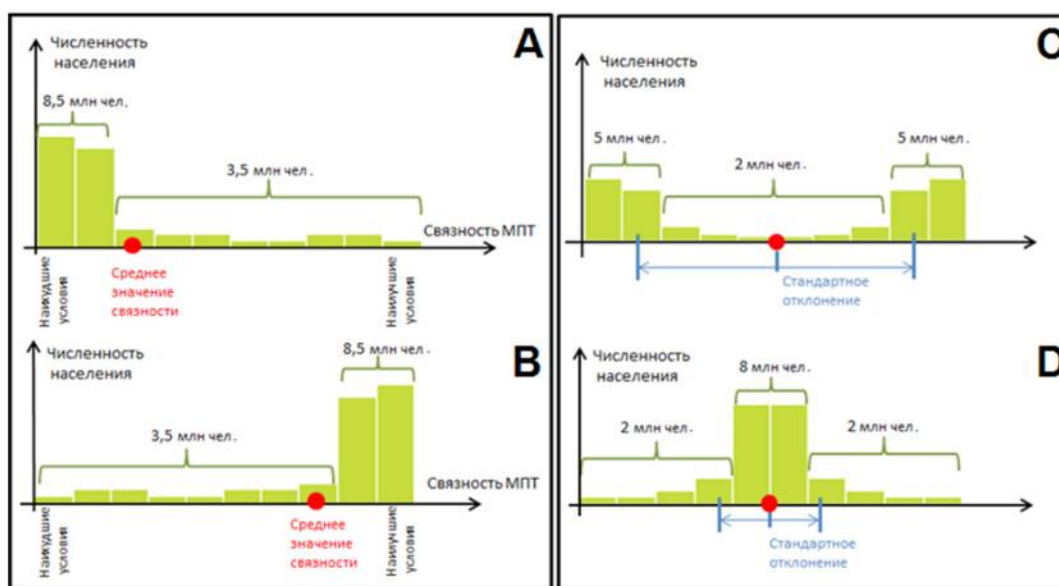 A
Численность
населения
8,5 млн чел.
3,5 млн чел.
Связность МПТ
Наихудшие
условия
Среднее
значение
связности
Наилучшие
условия
B
Численность
населения
8,5 млн чел.
3,5 млн чел.
Связность МПТ
Наихудшие
условия
Среднее
значение
связности
Наилучшие
условия
C
Численность
населения
5 млн чел.
2 млн чел.
5 млн чел.
Стандартное
отклонение
D
Численность
населения
8 млн чел.
2 млн чел.
2 млн чел.
Стандартное
отклонение